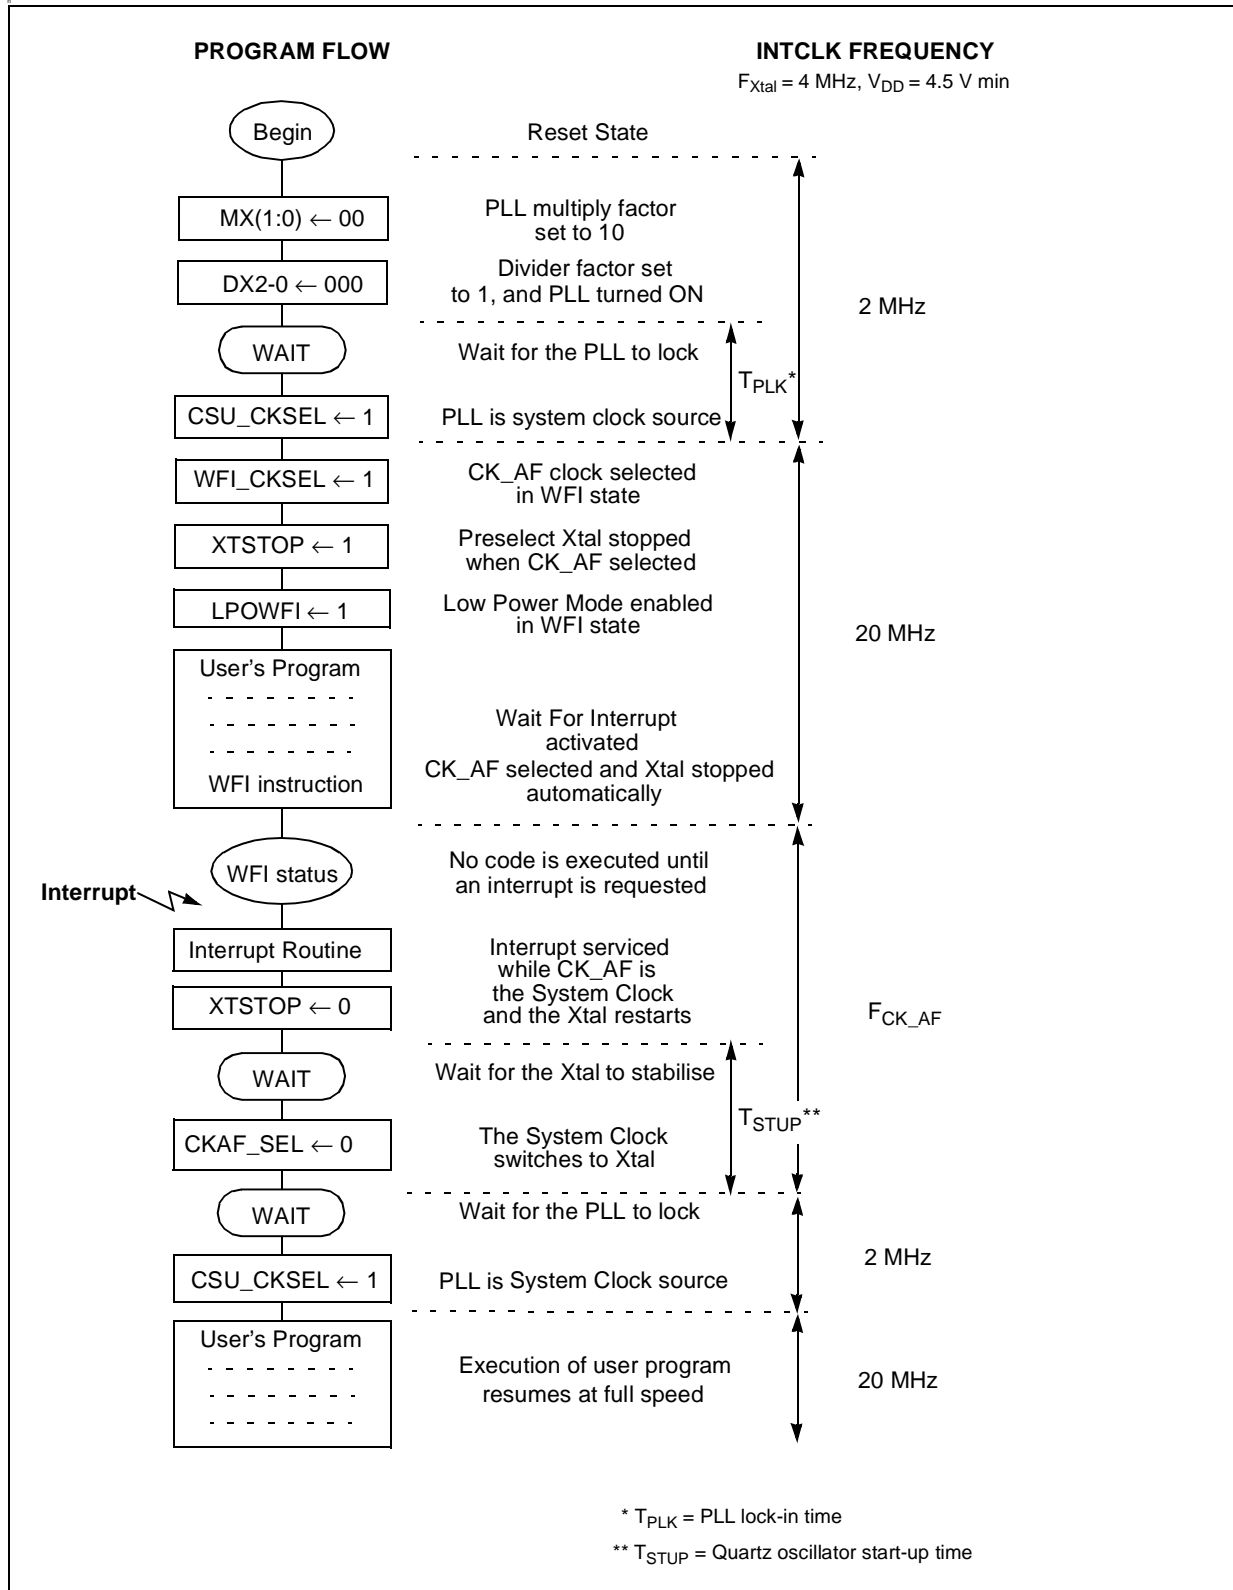 PROGRAM FLOW
INTCLK FREQUENCY
F_Xtal = 4 MHz, V_DD = 4.5 V min
Begin
Reset State
MX(1:0) ← 00
PLL multiply factor
set to 10
DX2-0 ← 000
Divider factor set
to 1, and PLL turned ON
2 MHz
WAIT
Wait for the PLL to lock
T_PLK*
CSU_CKSEL ← 1
PLL is system clock source
WFI_CKSEL ← 1
CK_AF clock selected
in WFI state
XTSTOP ← 1
Preselect Xtal stopped
when CK_AF selected
LPOWFI ← 1
Low Power Mode enabled
in WFI state
20 MHz
User's Program
WFI instruction
Wait For Interrupt
activated
CK_AF selected and Xtal stopped
automatically
WFI status
No code is executed until
an interrupt is requested
Interrupt
Interrupt Routine
Interrupt serviced
while CK_AF is
the System Clock
and the Xtal restarts
XTSTOP ← 0
F_CK_AF
WAIT
Wait for the Xtal to stabilise
T_STUP**
CKAF_SEL ← 0
The System Clock
switches to Xtal
WAIT
Wait for the PLL to lock
2 MHz
CSU_CKSEL ← 1
PLL is System Clock source
User's Program
Execution of user program
resumes at full speed
20 MHz
* T_PLK = PLL lock-in time
** T_STUP = Quartz oscillator start-up time